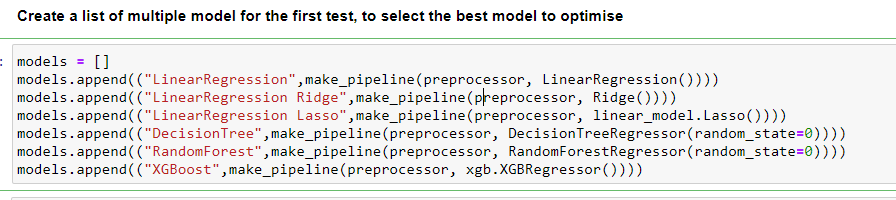 Create a list of multiple model for the first test, to select the best model to optimise
: models = []
models.append(("LinearRegression",make_pipeline(preprocessor, LinearRegression())))
models.append(("LinearRegression Ridge",make_pipeline(preprocessor, Ridge())))
models.append(("LinearRegression Lasso",make_pipeline(preprocessor, linear_model.Lasso())))
models.append(("DecisionTree",make_pipeline(preprocessor, DecisionTreeRegressor(random_state=0))))
models.append(("RandomForest",make_pipeline(preprocessor, RandomForestRegressor(random_state=0))))
models.append(("XGBoost",make_pipeline(preprocessor, xgb.XGBRegressor())))